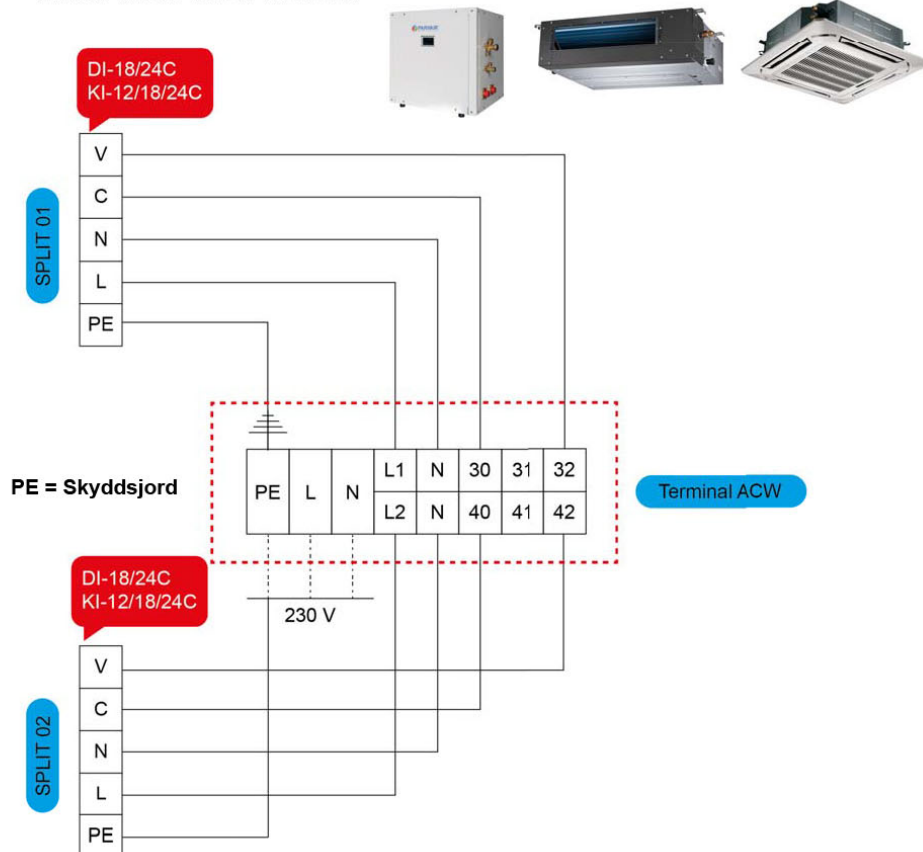 DI-18/24C
KI-12/18/24C
SPLIT 01
V
C
N
L
PE
PE = Skyddsjord
PE L N
L1 N 30 31 32
L2 N 40 41 42
Terminal ACW
230 V
DI-18/24C
KI-12/18/24C
SPLIT 02
V
C
N
L
PE